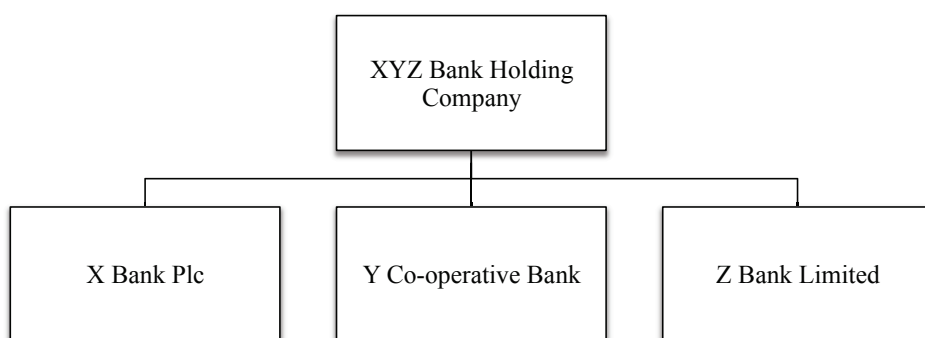 XYZ Bank Holding
Company
X Bank Plc
Y Co-operative Bank
Z Bank Limited